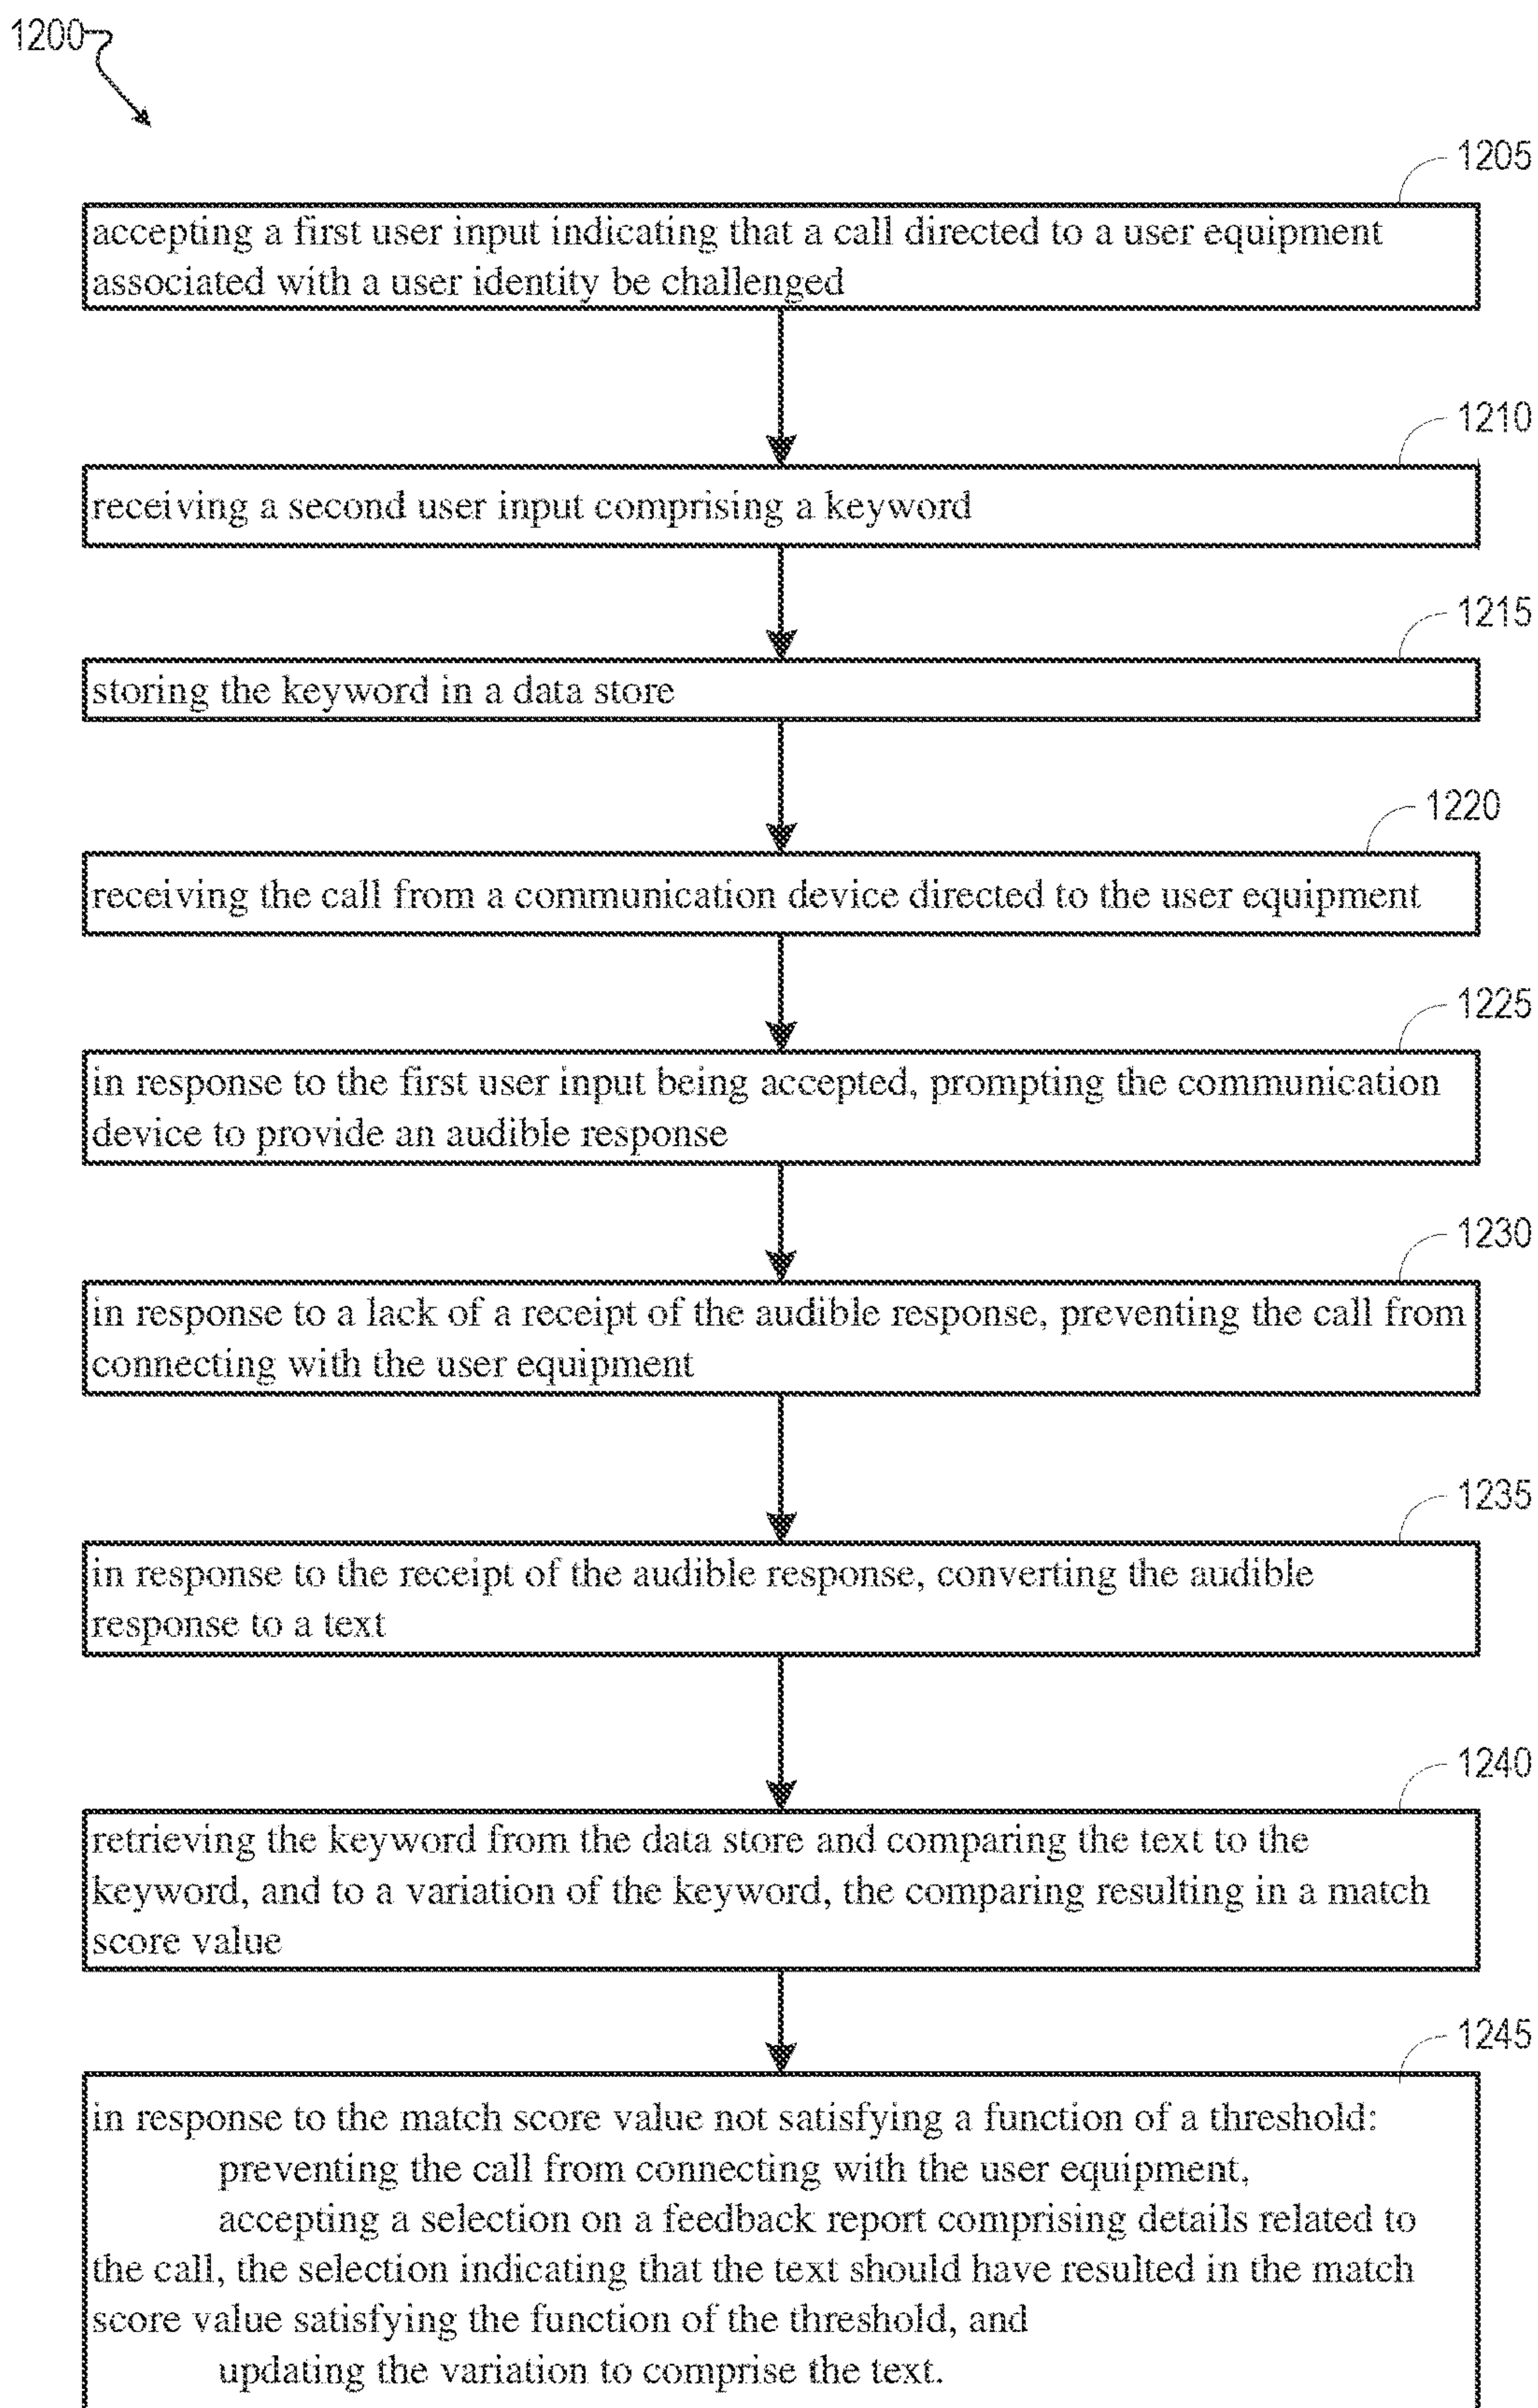 1200
1205
accepting a first user input indicating that a call directed to a user equipment
associated with a user identity be challenged
1210
receiving a second user input comprising a keyword
1215
storing the keyword in a data store
1220
receiving the call from a communication device directed to the user equipment
1225
in response to the first user input being accepted, prompting the communication
device to provide an audible response
1230
in response to a lack of a receipt of the audible response, preventing the call from
connecting with the user equipment
1235
in response to the receipt of the audible response, converting the audible
response to a text
1240
retrieving the keyword from the data store and comparing the text to the
keyword, and to a variation of the keyword, the comparing resulting in a match
score value
1245
in response to the match score value not satisfying a function of a threshold:
preventing the call from connecting with the user equipment,
accepting a selection on a feedback report comprising details related to
the call, the selection indicating that the text should have resulted in the match
score value satisfying the function of the threshold, and
updating the variation to comprise the text.